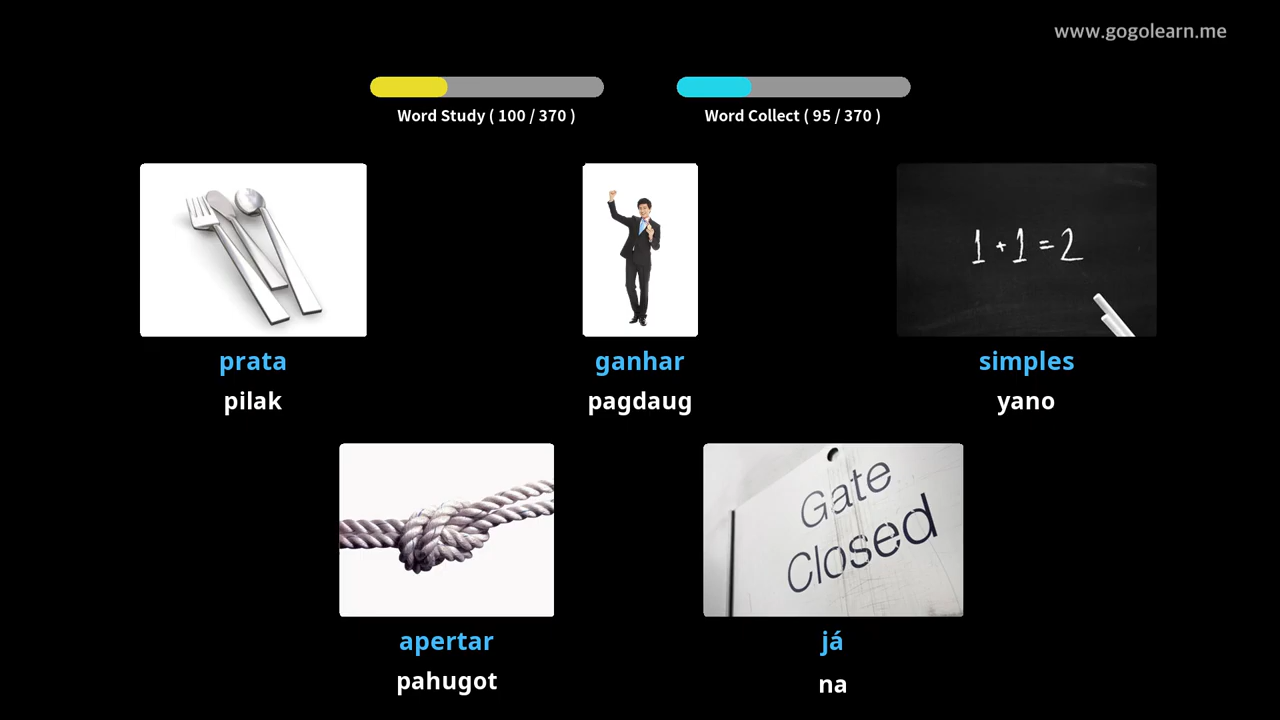 www.gogolearn.me
Word Study ( 100 / 370 )
Word Collect ( 95 / 370 )
1 + 1 = 2
prata
pilak
ganhar
pagdaug
simples
yano
Gate
Closed
apertar
pahugot
já
na